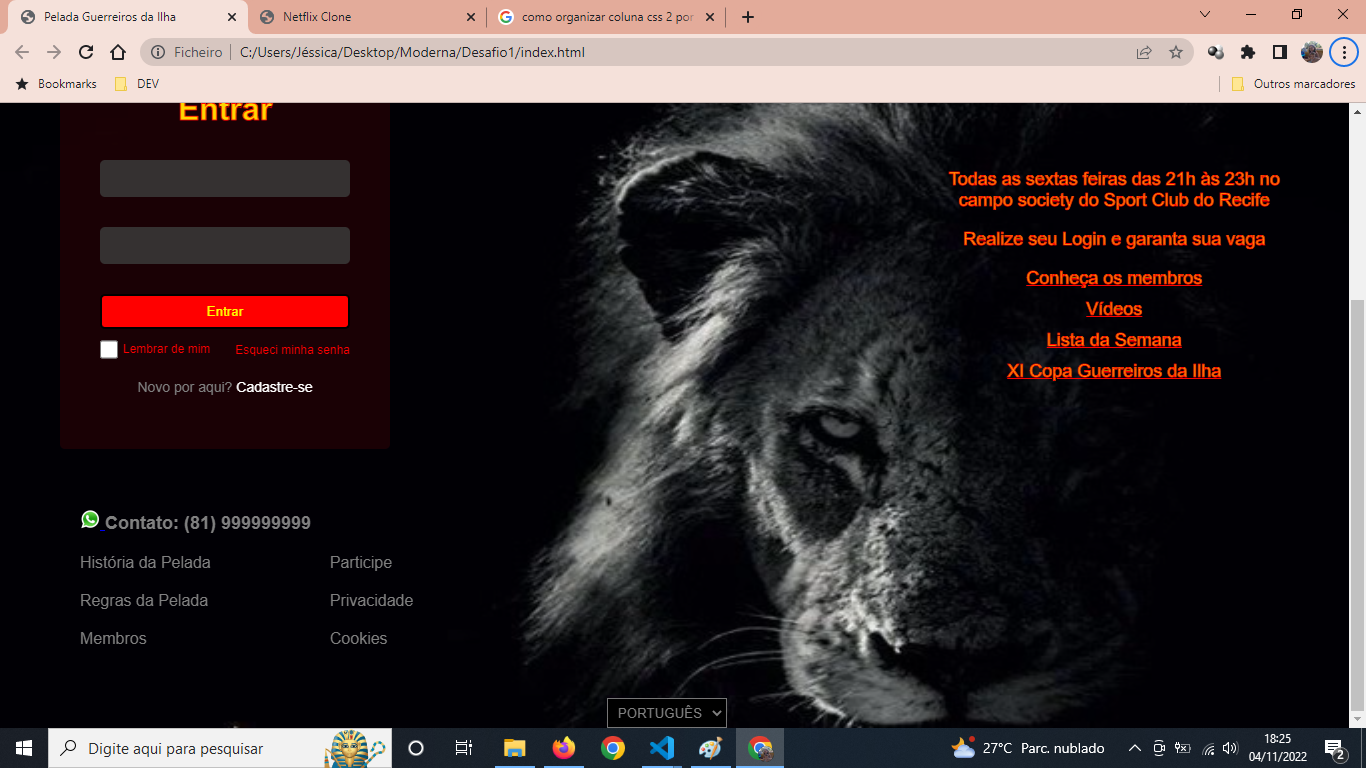 Pelada Guerreiros da Ilha
Netflix Clone
como organizar coluna css 2 por
Ficheiro
C:/Users/Jéssica/Desktop/Moderna/Desafio1/index.html
Bookmarks
DEV
Outros marcadores
Entrar
Todas as sextas feiras das 21h às 23h no
campo society do Sport Club do Recife
Realize seu Login e garanta sua vaga
Conheça os membros
Vídeos
Lista da Semana
XI Copa Guerreiros da Ilha
Entrar
Lembrar de mim
Esqueci minha senha
Novo por aqui? Cadastre-se
Contato: (81) 999999999
História da Pelada
Participe
Regras da Pelada
Privacidade
Membros
Cookies
PORTUGUÊS
Digite aqui para pesquisar
27°C Parc. nublado
18:25
04/11/2022
2